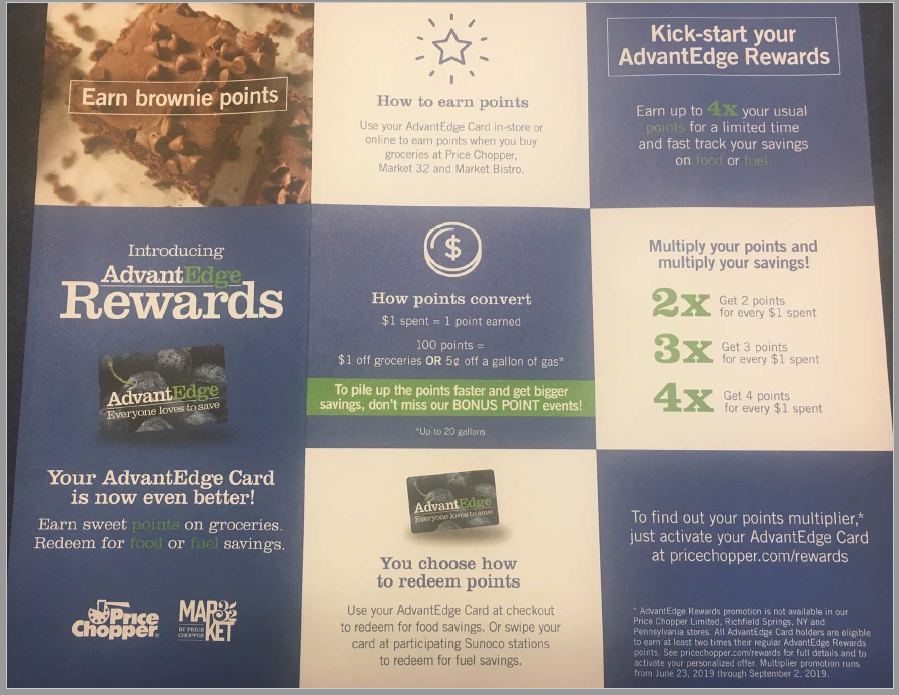 Earn brownie points
Introducing
AdvantEdge
Rewards
AdvantEdge
Everyone loves to save
Your AdvantEdge Card
is now even better!
Earn sweet points on groceries.
Redeem for food or fuel savings.
Price
Chopper
MAR32
BY PRICE
CHOPPER
KET
How to earn points
Use your AdvantEdge Card in-store or
online to earn points when you buy
groceries at Price Chopper,
Market 32 and Market Bistro.
$
How points convert
$1 spent = 1 point earned
100 points =
$1 off groceries OR 5¢ off a gallon of gas*
To pile up the points faster and get bigger
savings, don't miss our BONUS POINT events!
*Up to 20 gallons
AdvantEdge
Everyone loves to save
You choose how
to redeem points
Use your AdvantEdge Card at checkout
to redeem for food savings. Or swipe your
card at participating Sunoco stations
to redeem for fuel savings.
Kick-start your
AdvantEdge Rewards
Earn up to 4x your usual
points for a limited time
and fast track your savings
on food or fuel.
Multiply your points and
multiply your savings!
2x Get 2 points
for every $1 spent
3x Get 3 points
for every $1 spent
4x Get 4 points
for every $1 spent
To find out your points multiplier,*
just activate your AdvantEdge Card
at pricechopper.com/rewards
* AdvantEdge Rewards promotion is not available in our
Price Chopper Limited, Richfield Springs, NY and
Pennsylvania stores. All AdvantEdge Card holders are eligible
to earn at least two times their regular AdvantEdge Rewards
points. See pricechopper.com/rewards for full details and to
activate your personalized offer. Multiplier promotion runs
from June 23, 2019 through September 2, 2019.